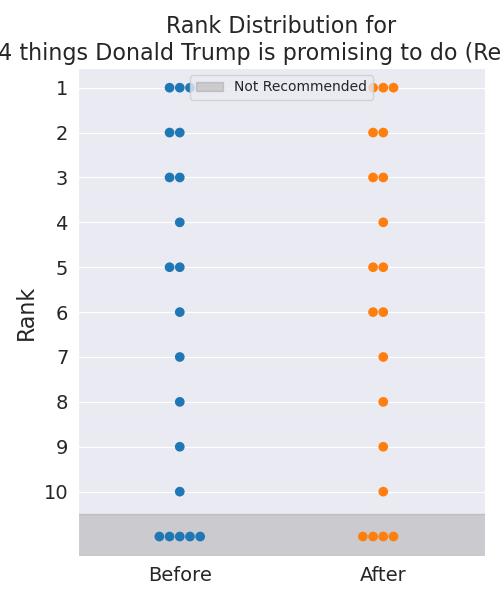 Rank Distribution for
4 things Donald Trump is promising to do (Re
Not Recommended
1
2
3
4
5
6
7
8
9
10
Rank
Before
After